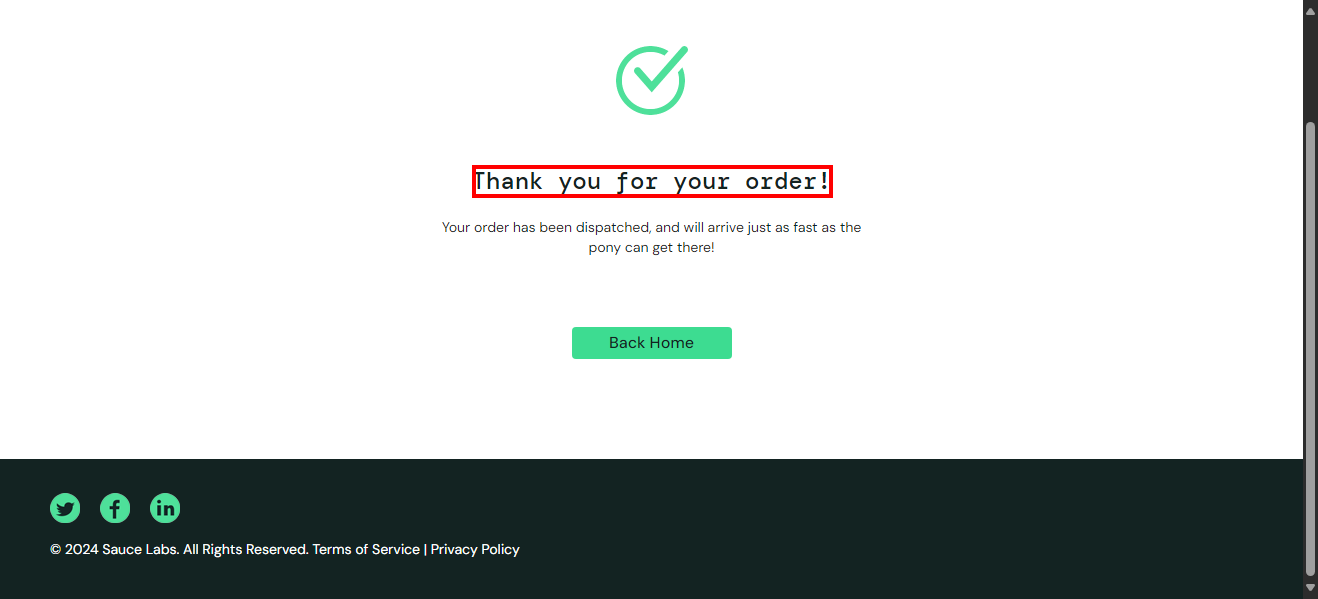 Thank you for your order!
Your order has been dispatched, and will arrive just as fast as the
pony can get there!
Back Home
© 2024 Sauce Labs. All Rights Reserved. Terms of Service | Privacy Policy